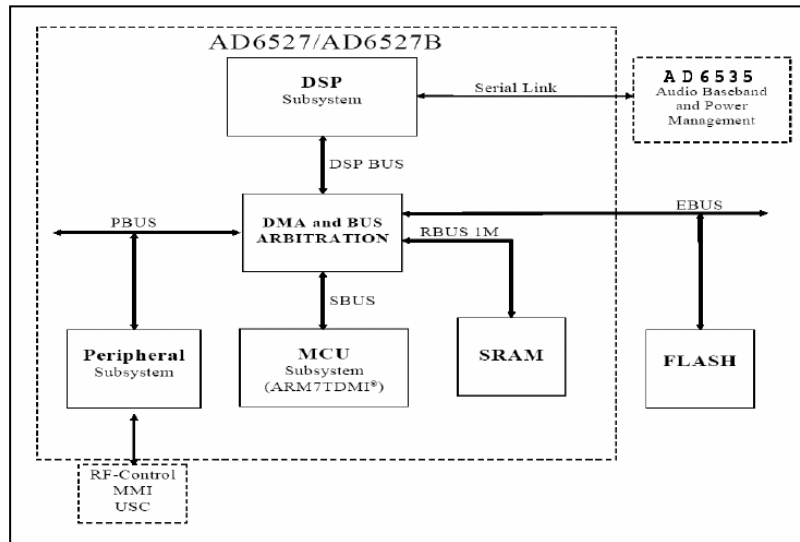 AD6527/AD6527B
DSP
Subsystem
Serial Link
AD6535
Audio Baseband
and Power
Management
DSP BUS
PBUS
DMA and BUS
ARBITRATION
EBUS
RBUS 1M
SBUS
Peripheral
Subsystem
MCU
Subsystem
(ARM7TDMI®)
SRAM
FLASH
RF-Control
MMI
USC